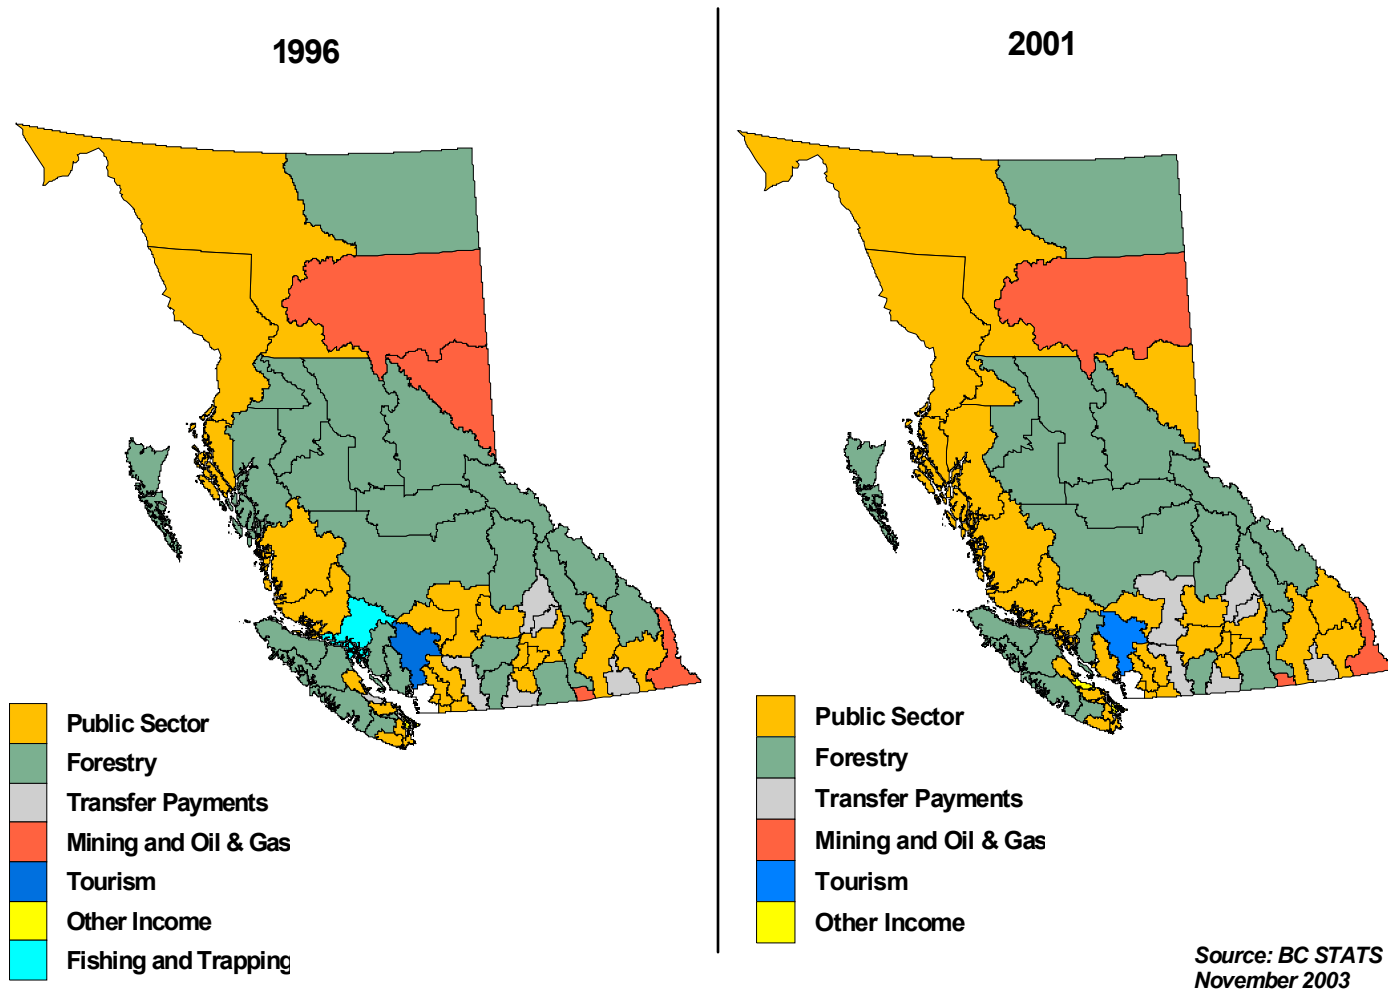 1996
Public Sector
Forestry
Transfer Payments
Mining and Oil & Gas
Tourism
Other Income
Fishing and Trapping
2001
Public Sector
Forestry
Transfer Payments
Mining and Oil & Gas
Tourism
Other Income
Source: BC STATS
November 2003